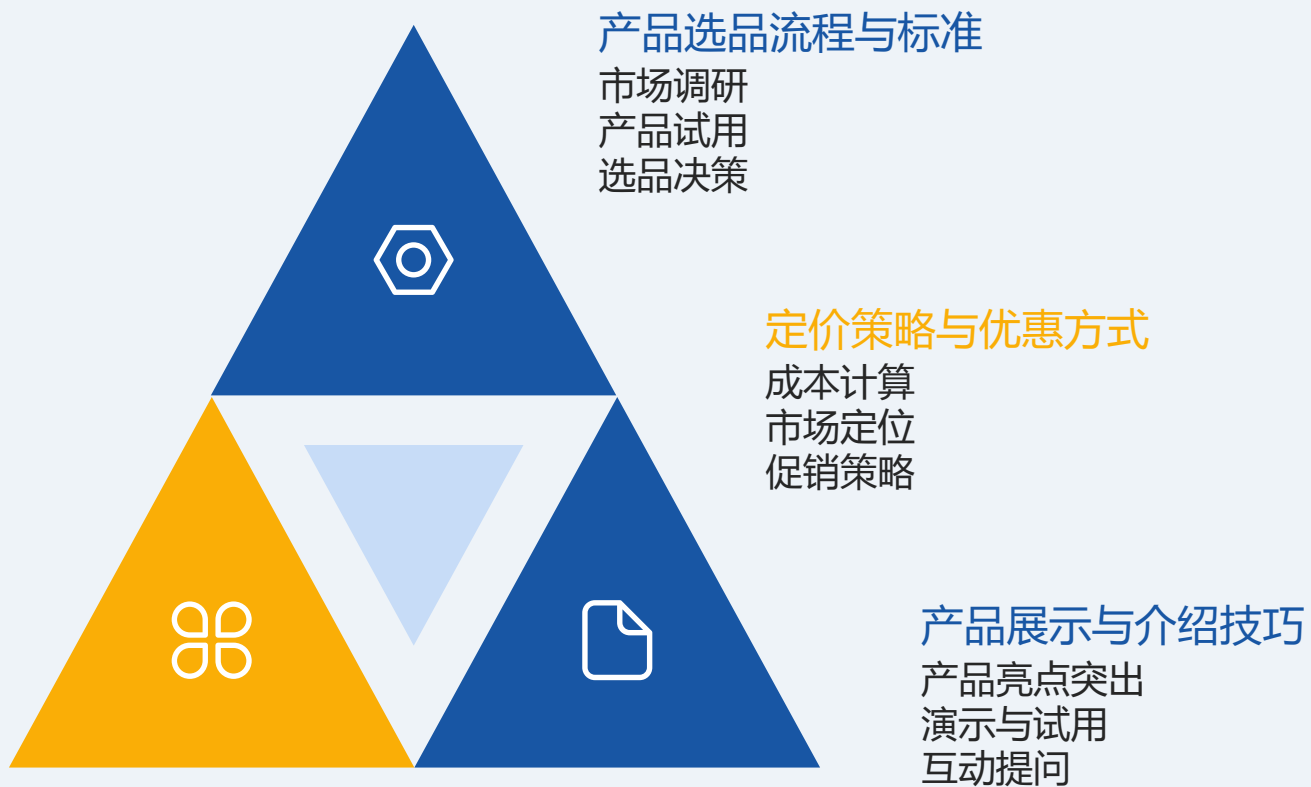 产品选品流程与标准
市场调研
产品试用
选品决策
定价策略与优惠方式
成本计算
市场定位
促销策略
产品展示与介绍技巧
产品亮点突出
演示与试用
互动提问